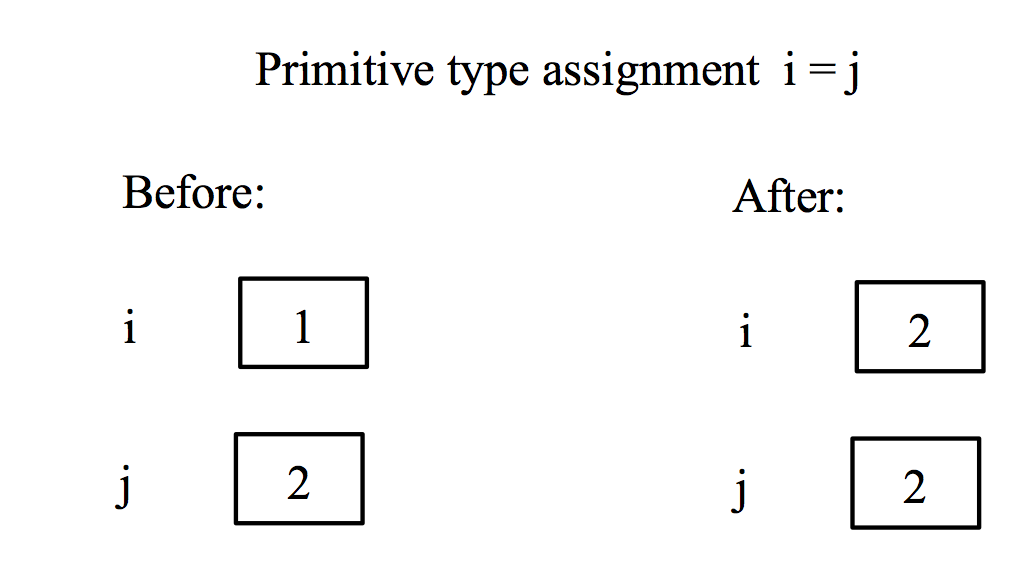 Primitive type assignment i = j
Before:
After:
i 1
i 2
j 2
j 2